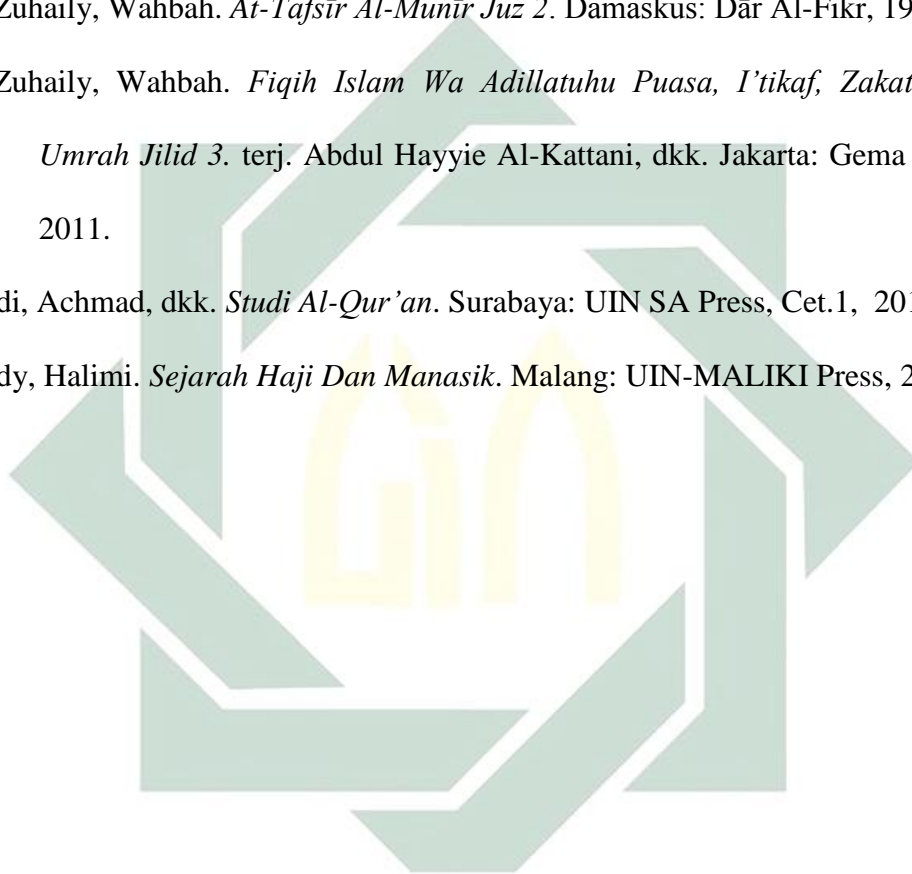 Zuhaily, Wahbah. At-Tafsīr Al-Munīr Juz 2. Damaskus: Dār Al-Fikr, 19
Zuhaily, Wahbah. Fiqih Islam Wa Adillatuhu Puasa, I’tikaf, Zakat
Umrah Jilid 3. terj. Abdul Hayyie Al-Kattani, dkk. Jakarta: Gema
2011.
di, Achmad, dkk. Studi Al-Qur’an. Surabaya: UIN SA Press, Cet.1, 201
dy, Halimi. Sejarah Haji Dan Manasik. Malang: UIN-MALIKI Press, 2